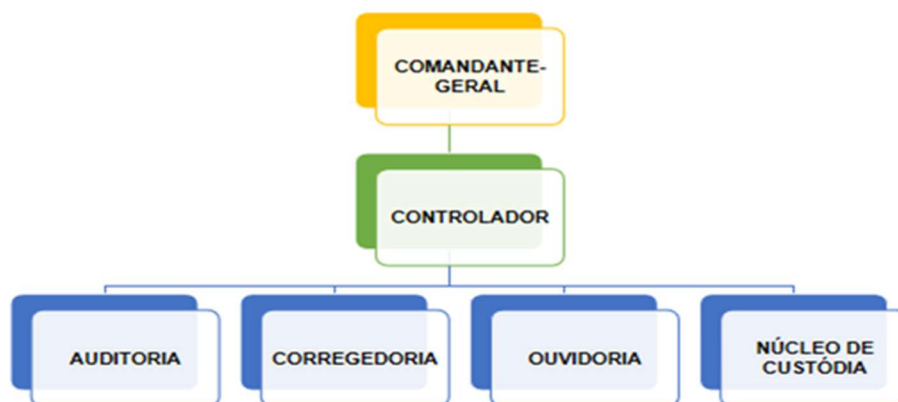 COMANDANTE-
GERAL
CONTROLADOR
AUDITORIA
CORREGEDORIA
OUVIDORIA
NÚCLEO DE
CUSTÓDIA